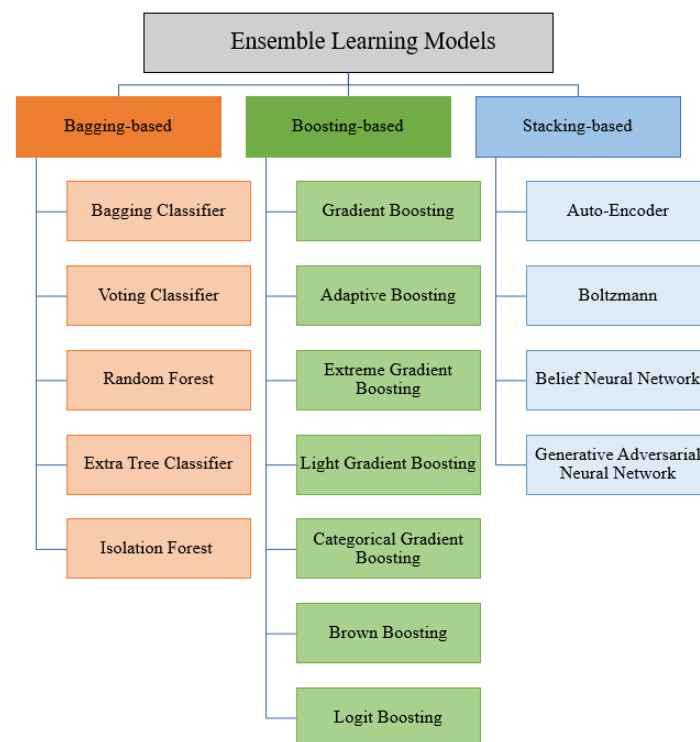 Ensemble Learning Models
Bagging-based
Boosting-based
Stacking-based
Bagging Classifier
Voting Classifier
Random Forest
Extra Tree Classifier
Isolation Forest
Gradient Boosting
Adaptive Boosting
Extreme Gradient
Boosting
Light Gradient Boosting
Categorical Gradient
Boosting
Brown Boosting
Logit Boosting
Auto-Encoder
Boltzmann
Belief Neural Network
Generative Adversarial
Neural Network